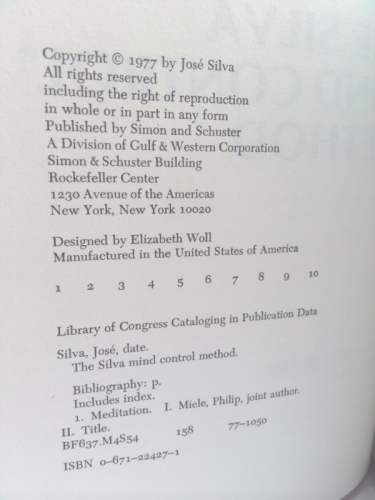 Copyright © 1977 by José Silva
All rights reserved
including the right of reproduction
in whole or in part in any form
Published by Simon and Schuster
A Division of Gulf & Western Corporation
Simon & Schuster Building
Rockefeller Center
1230 Avenue of the Americas
New York, New York 10020
Designed by Elizabeth Woll
Manufactured in the United States of America
1 2 3 4 5 6 7 8 9 10
Library of Congress Cataloging in Publication Data
Silva, José, date.
The Silva mind control method.
Bibliography: p.
Includes index.
1. Meditation. I. Miele, Philip, joint author.
II. Title.
BF637.M4S54 158 77-1050
ISBN 0-671-22427-1